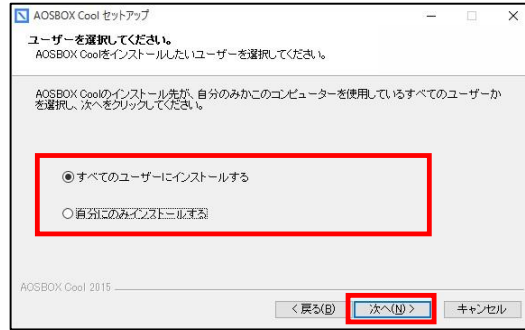 AOSBOX Cool セットアップ
ユーザーを選択してください。
AOSBOX Coolをインストールしたいユーザーを選択してください。
AOSBOX Coolのインストール先が、自分のみかこのコンピューターを使用しているすべてのユーザーか
を選択し、次へをクリックしてください。
すべてのユーザーにインストールする
自分にのみインストールする
AOSBOX Cool 2015
< 戻る(B) 次へ(N) > キャンセル